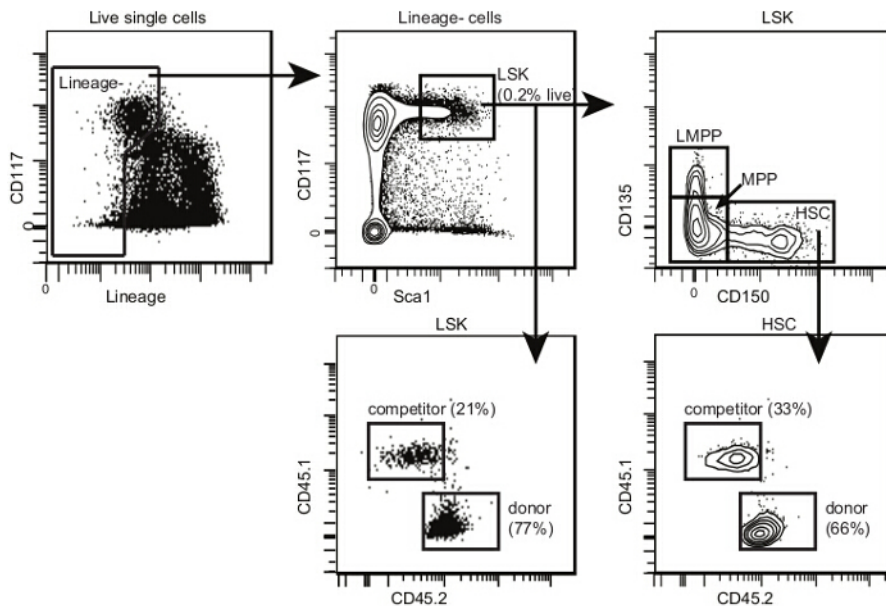 Live single cells
Lineage-
CD117
0
0
Lineage
Lineage- cells
LSK
(0.2% live)
CD117
0
0
Sca1
LSK
LMPP
MPP
HSC
CD135
0
CD150
LSK
competitor (21%)
donor
(77%)
CD45.1
CD45.2
HSC
competitor (33%)
donor
(66%)
CD45.1
CD45.2